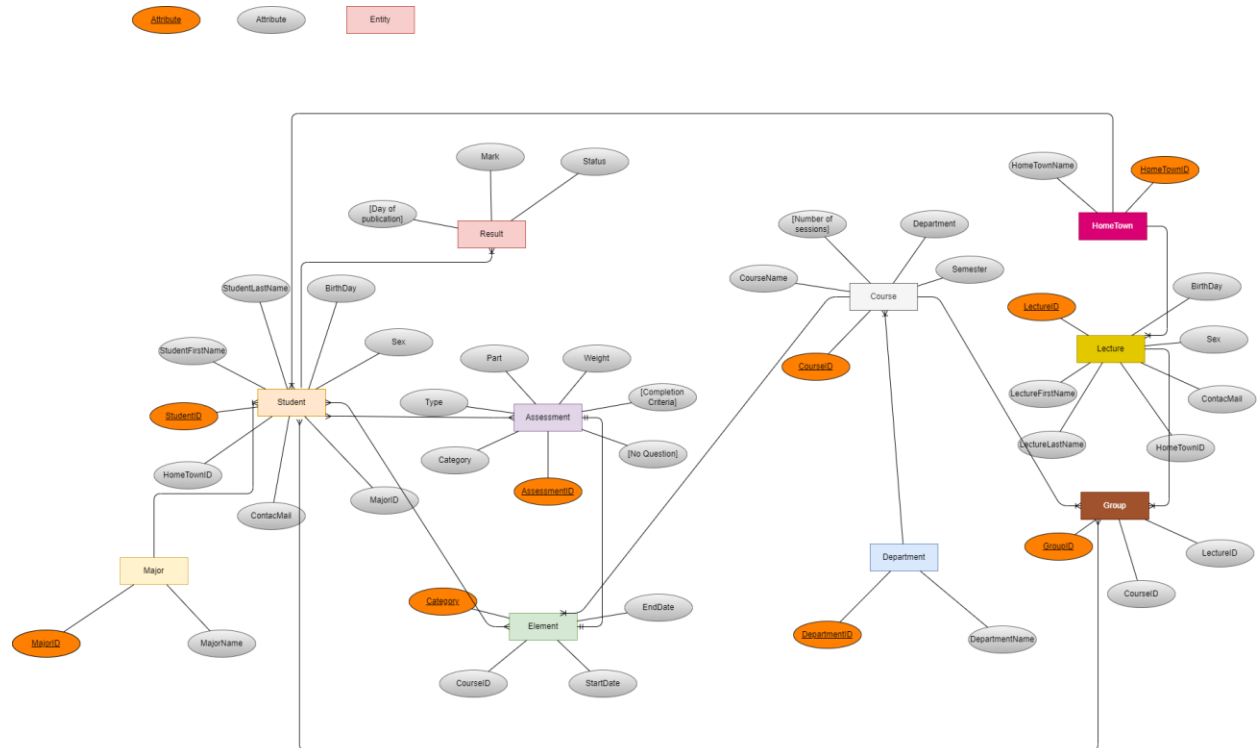 Attribute
Attribute
Entity
Mark
Status
[Day of
publication]
Result
HomeTownName
HomeTownID
HomeTown
[Number of
sessions]
Department
CourseName
Semester
Course
CourseID
StudentLastName
BirthDay
StudentFirstName
Sex
Student
StudentID
HomeTownID
ContacMail
MajorID
Part
Weight
Type
[Completion
Criteria]
Assessment
Category
[No Question]
AssessmentID
LectureID
BirthDay
Lecture
Sex
LectureFirstName
ContacMail
LectureLastName
HomeTownID
Group
GroupID
LectureID
CourseID
Major
MajorID
MajorName
Category
EndDate
Element
CourseID
StartDate
Department
DepartmentID
DepartmentName